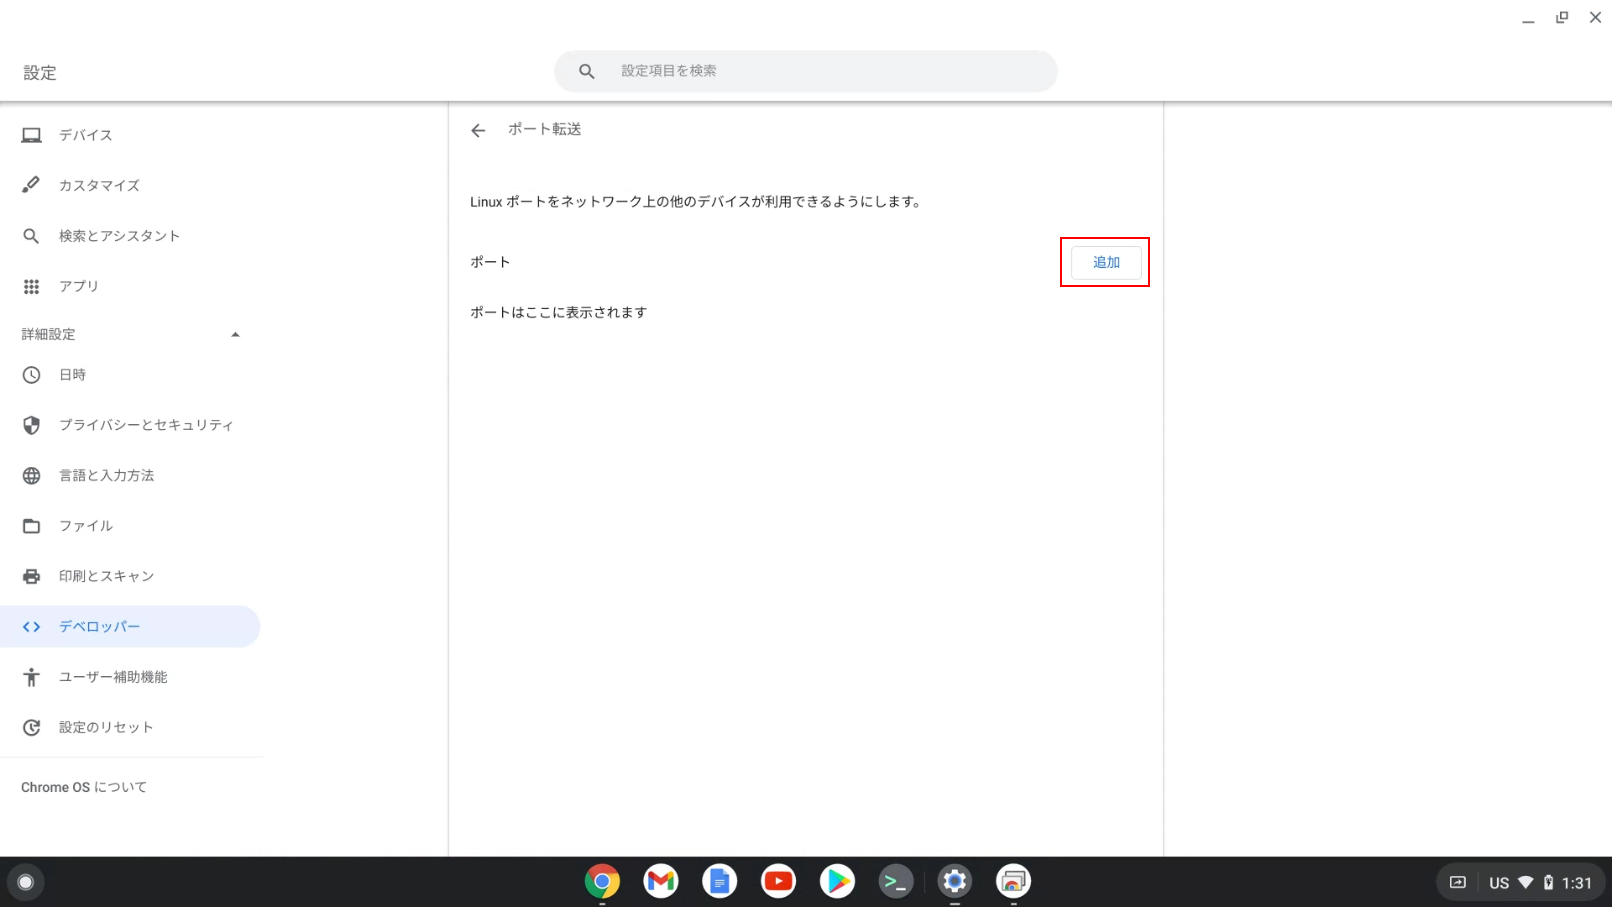 設定
設定項目を検索
デバイス
カスタマイズ
検索とアシスタント
アプリ
詳細設定
日時
プライバシーとセキュリティ
言語と入力方法
ファイル
印刷とスキャン
デベロッパー
ユーザー補助機能
設定のリセット
Chrome OS について
ポート転送
Linux ポートをネットワーク上の他のデバイスが利用できるようにします。
ポート
追加
ポートはここに表示されます
US
1:31